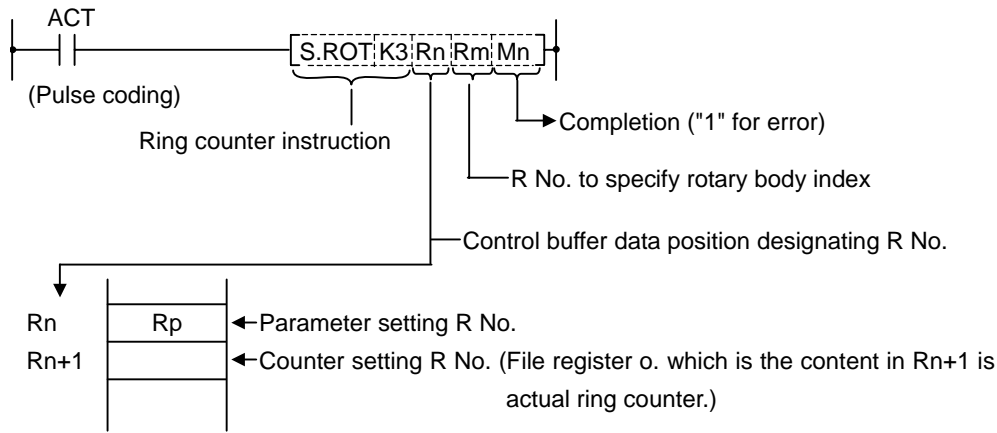 ACT
S.ROT K3 Rn Rm Mn
(Pulse coding)
Completion ("1" for error)
Ring counter instruction
R No. to specify rotary body index
Control buffer data position designating R No.
Rn Rp Parameter setting R No.
Rn+1 Counter setting R No. (File register o. which is the content in Rn+1 is
actual ring counter.)